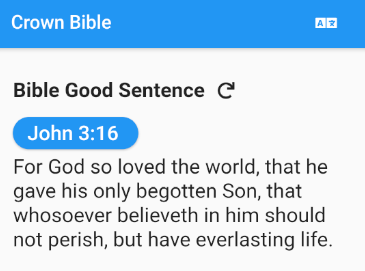 Crown Bible
Bible Good Sentence
John 3:16
For God so loved the world, that he
gave his only begotten Son, that
whosoever believeth in him should
not perish, but have everlasting life.